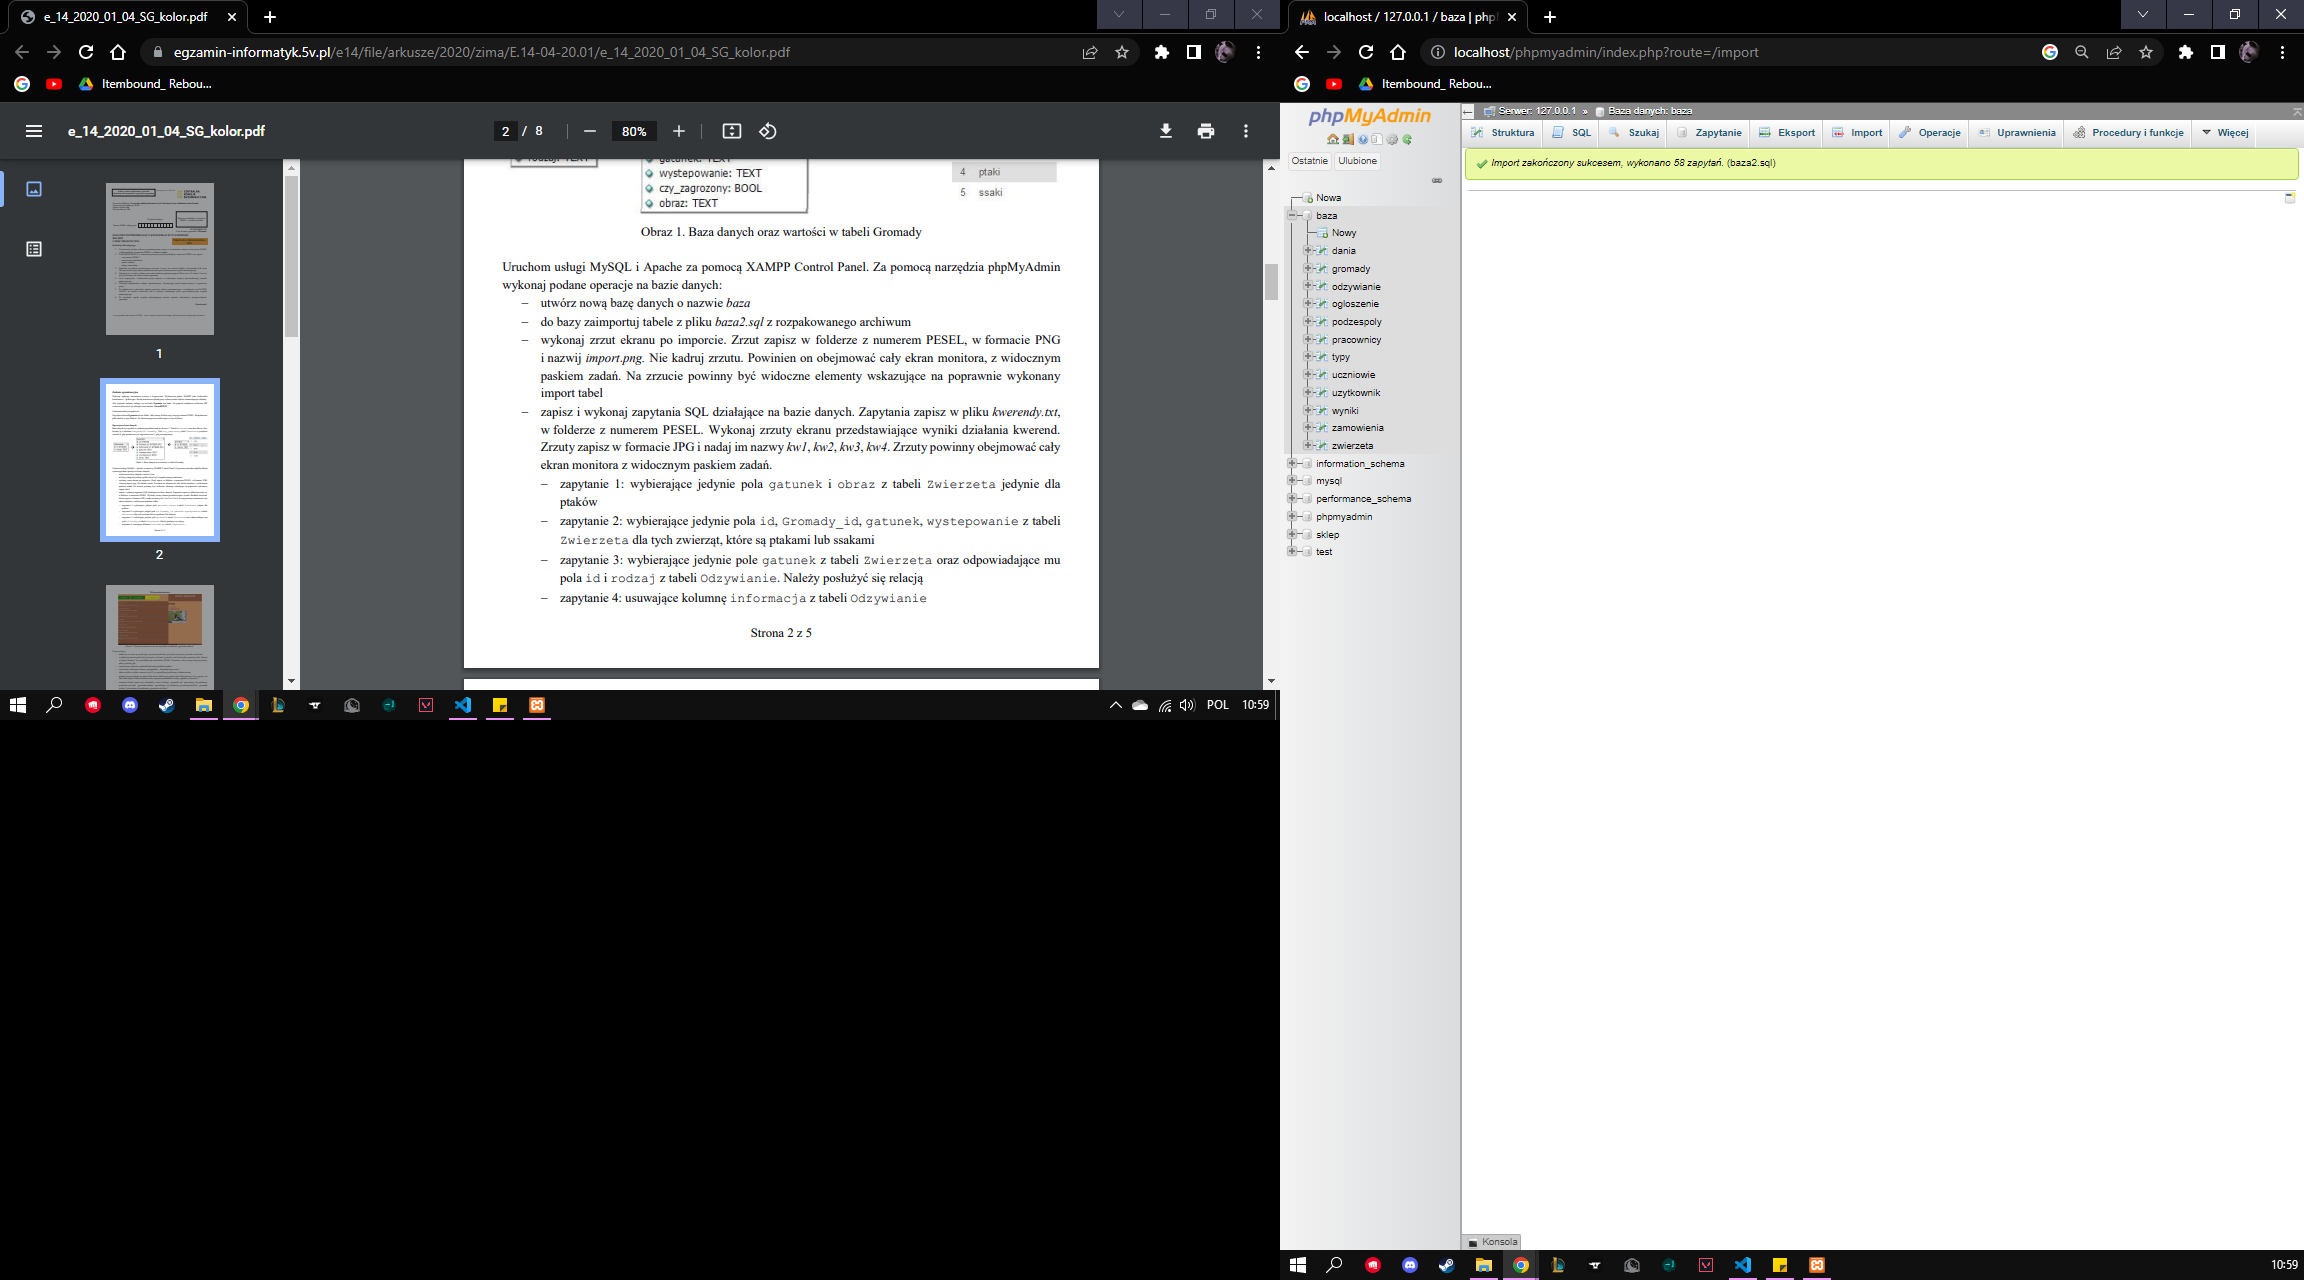 e_14_2020_01_04_SG_kolor.pdf
egzamin-informatyk.5v.pl/e14/file/arkusze/2020/zima/E.14-04-20.01/e_14_2020_01_04_SG_kolor.pdf
Itembound_ Rebou...
e_14_2020_01_04_SG_kolor.pdf
2 / 8
80%
1
2
rodzaj: TEXT
gatunek: TEXT
wystepowanie: TEXT
czy_zagrozony: BOOL
obraz: TEXT
4 ptaki
5 ssaki
Obraz 1. Baza danych oraz wartości w tabeli Gromady
Uruchom usługi MySQL i Apache za pomocą XAMPP Control Panel. Za pomocą narzędzia phpMyAdmin
wykonaj podane operacje na bazie danych:
– utwórz nową bazę danych o nazwie baza
– do bazy zaimportuj tabele z pliku baza2.sql z rozpakowanego archiwum
– wykonaj zrzut ekranu po imporcie. Zrzut zapisz w folderze z numerem PESEL, w formacie PNG
i nazwij import.png. Nie kadruj zrzutu. Powinien on obejmować cały ekran monitora, z widocznym
paskiem zadań. Na zrzucie powinny być widoczne elementy wskazujące na poprawnie wykonany
import tabel
– zapisz i wykonaj zapytania SQL działające na bazie danych. Zapytania zapisz w pliku kwerendy.txt,
w folderze z numerem PESEL. Wykonaj zrzuty ekranu przedstawiające wyniki działania kwerend.
Zrzuty zapisz w formacie JPG i nadaj im nazwy kw1, kw2, kw3, kw4. Zrzuty powinny obejmować cały
ekran monitora z widocznym paskiem zadań.
– zapytanie 1: wybierające jedynie pola gatunek i obraz z tabeli Zwierzeta jedynie dla
ptaków
– zapytanie 2: wybierające jedynie pola id, Gromady_id, gatunek, wystepowanie z tabeli
Zwierzeta dla tych zwierząt, które są ptakami lub ssakami
– zapytanie 3: wybierające jedynie pole gatunek z tabeli Zwierzeta oraz odpowiadające mu
pola id i rodzaj z tabeli Odzywianie. Należy posłużyć się relacją
– zapytanie 4: usuwające kolumnę informacja z tabeli Odzywianie
Strona 2 z 5
POL
10:59
localhost / 127.0.0.1 / baza | php
localhost/phpmyadmin/index.php?route=/import
Itembound_ Rebou...
phpMyAdmin
Ostatnie
Ulubione
Nowa
baza
Nowy
dania
gromady
odzywianie
ogloszenie
podzespoly
pracownicy
typy
uczniowie
uzytkownik
wyniki
zamowienia
zwierzeta
information_schema
mysql
performance_schema
phpmyadmin
sklep
test
Serwer: 127.0.0.1 » Baza danych: baza
Struktura
SQL
Szukaj
Zapytanie
Eksport
Import
Operacje
Uprawnienia
Procedury i funkcje
Więcej
Import zakończony sukcesem, wykonano 58 zapytań. (baza2.sql)
Konsola
10:59